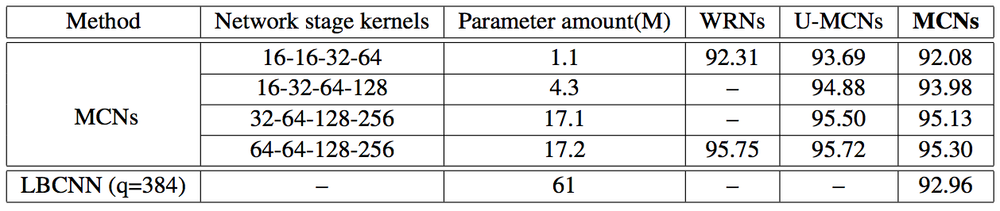 Method Network stage kernels Parameter amount(M) WRNs U-MCNs MCNs
16-16-32-64 1.1 92.31 93.69 92.08
16-32-64-128 4.3 – 94.88 93.98
MCNs
32-64-128-256 17.1 – 95.50 95.13
64-64-128-256 17.2 95.75 95.72 95.30
LBCNN (q=384) – 61 – – 92.96